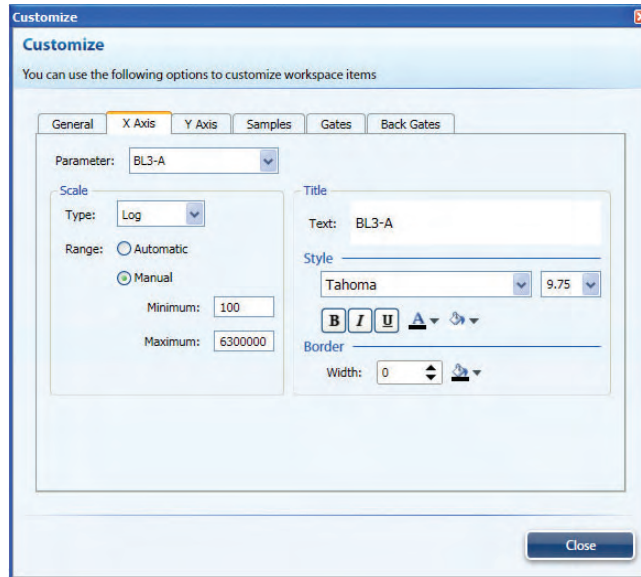 Customize
Customize
You can use the following options to customize workspace items
General X Axis Y Axis Samples Gates Back Gates
Parameter: BL3-A
Scale
Type: Log
Range: Automatic
Manual
Minimum: 100
Maximum: 6300000
Title
Text: BL3-A
Style
Tahoma 9.75
B I U A
Border
Width: 0
Close